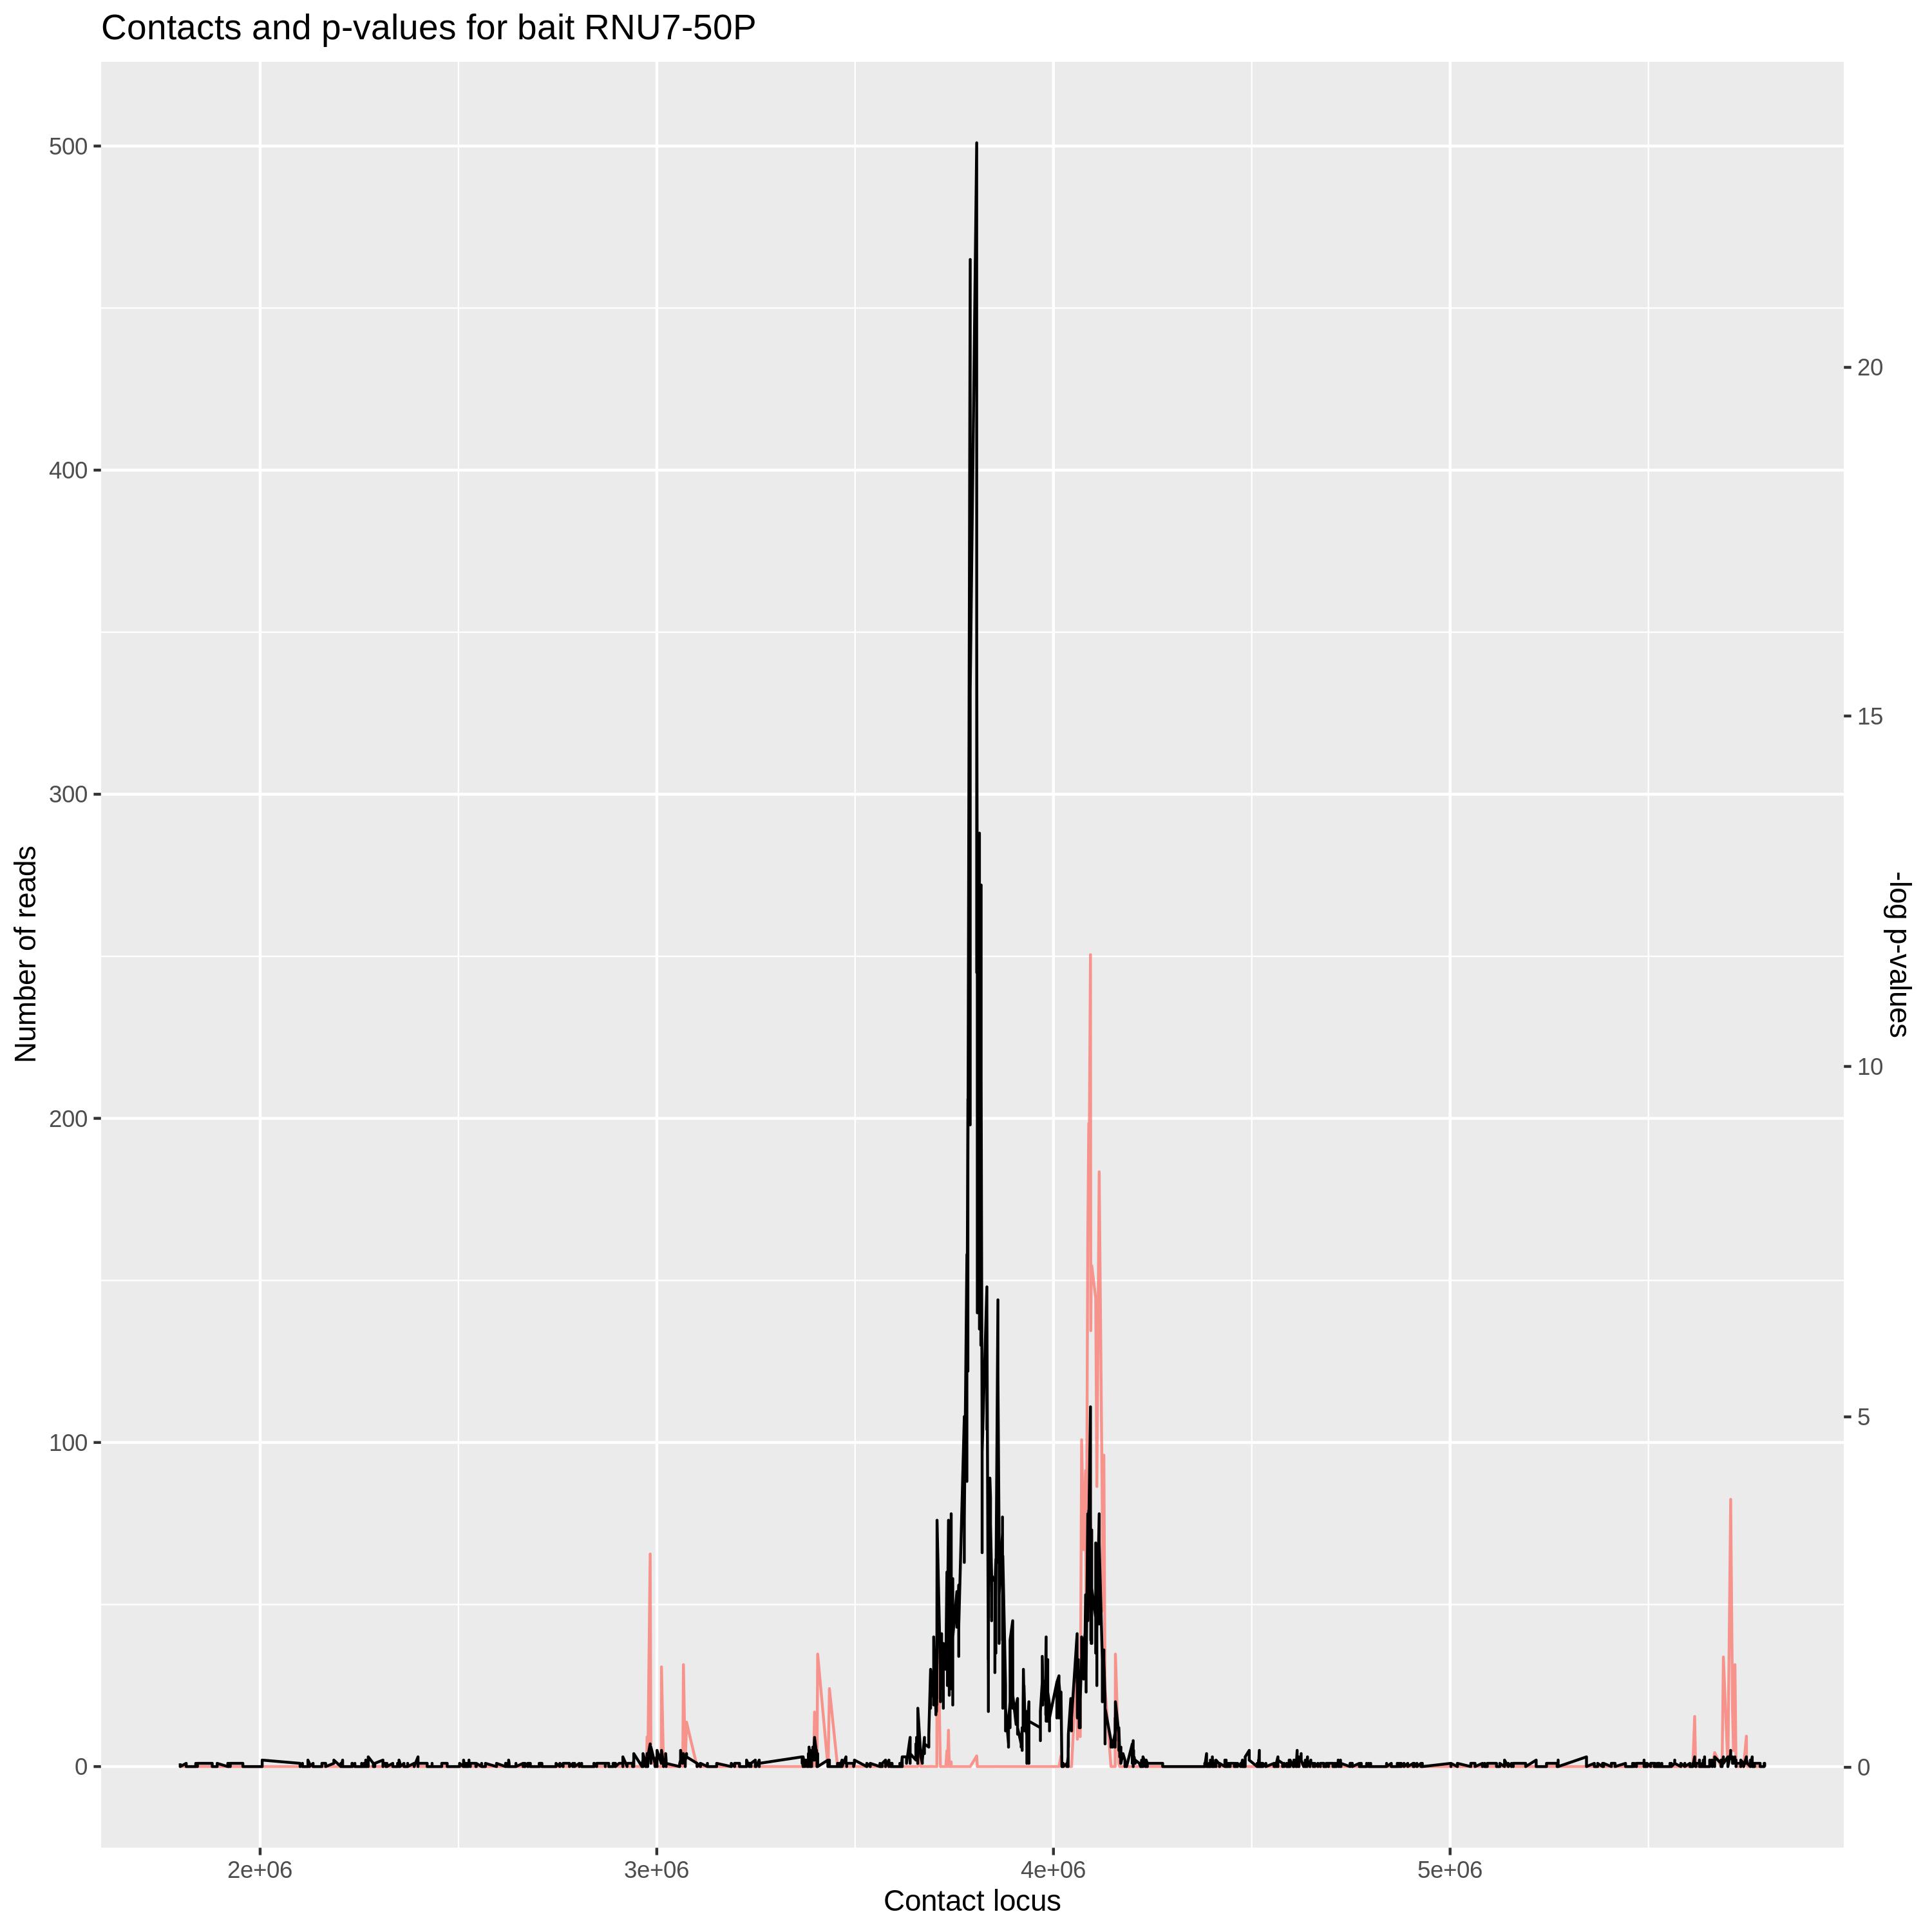 Contacts and p-values for bait RNU7-50P
500
400
300
200
100
0
Number of reads
20
15
10
5
0
-log p-values
2e+06
3e+06
4e+06
5e+06
Contact locus